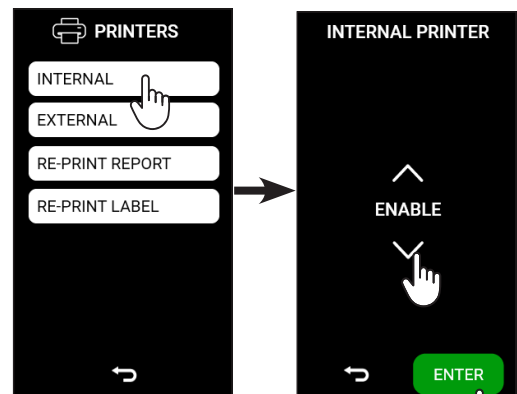 PRINTERS
INTERNAL
EXTERNAL
RE-PRINT REPORT
RE-PRINT LABEL
INTERNAL PRINTER
ENABLE
ENTER